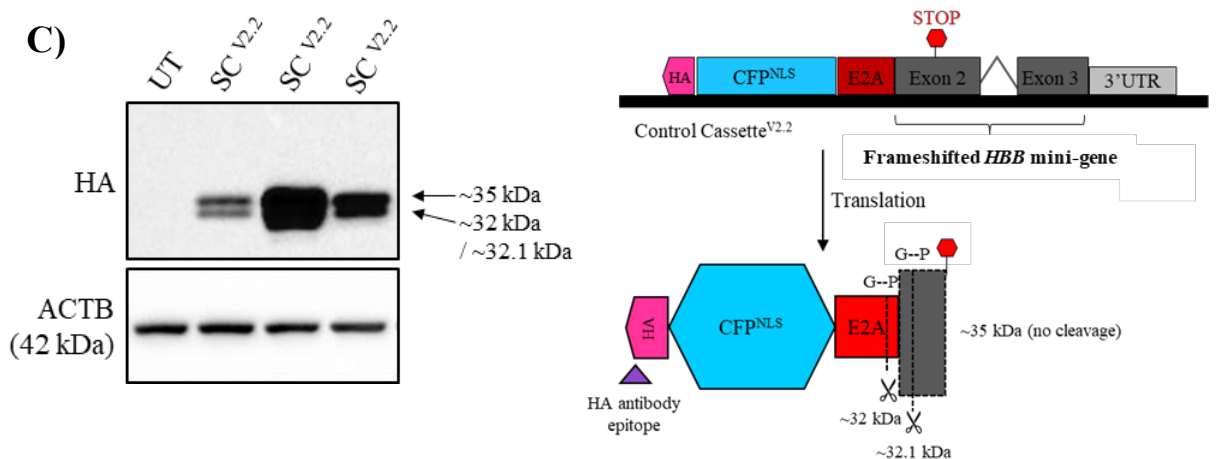 C)
UT
SC V2.2
SC V2.2
SC V2.2
HA
~35 kDa
~32 kDa
/ ~32.1 kDa
ACTB
(42 kDa)
STOP
HA
CFPNLS
E2A
Exon 2
Exon 3
3’UTR
Control CassetteV2.2
Frameshifted HBB mini-gene
Translation
G--P
G--P
HA
CFPNLS
E2A
~35 kDa (no cleavage)
HA antibody
epitope
~32 kDa
~32.1 kDa